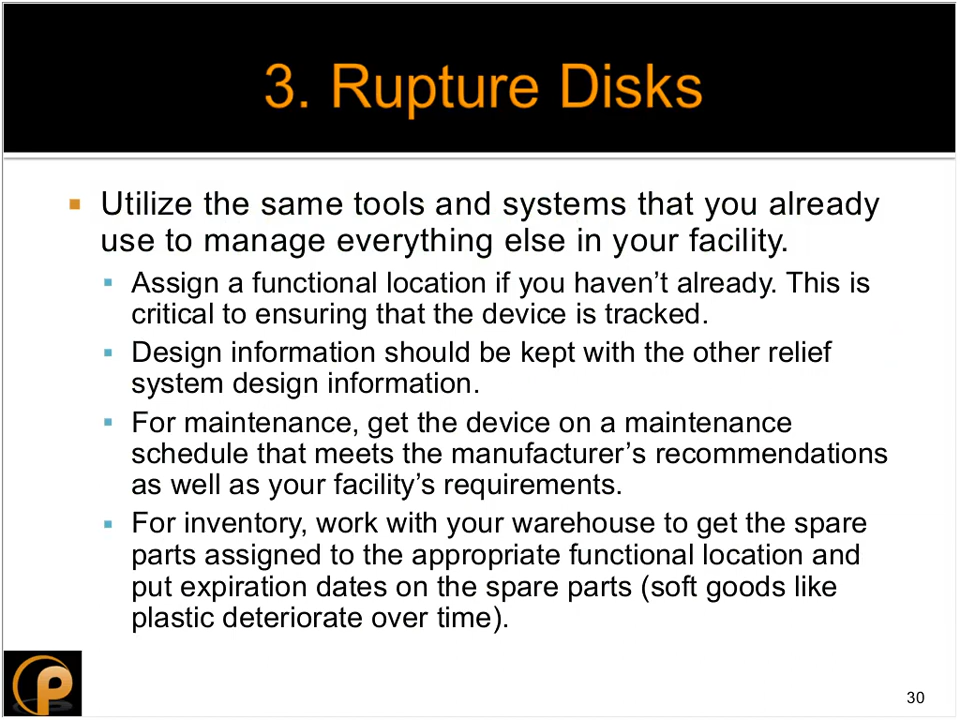 3. Rupture Disks
Utilize the same tools and systems that you already
use to manage everything else in your facility.
Assign a functional location if you haven’t already. This is
critical to ensuring that the device is tracked.
Design information should be kept with the other relief
system design information.
For maintenance, get the device on a maintenance
schedule that meets the manufacturer’s recommendations
as well as your facility’s requirements.
For inventory, work with your warehouse to get the spare
parts assigned to the appropriate functional location and
put expiration dates on the spare parts (soft goods like
plastic deteriorate over time).
P
30